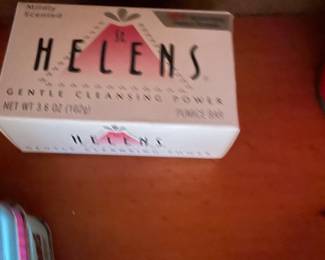 Mildly
Scented
St.
HELENS
GENTLE CLEANSING POWER
NET WT 3.6 OZ (102g)
PUMICE BAR
HELENS
GENTLE CLEANSING POWER